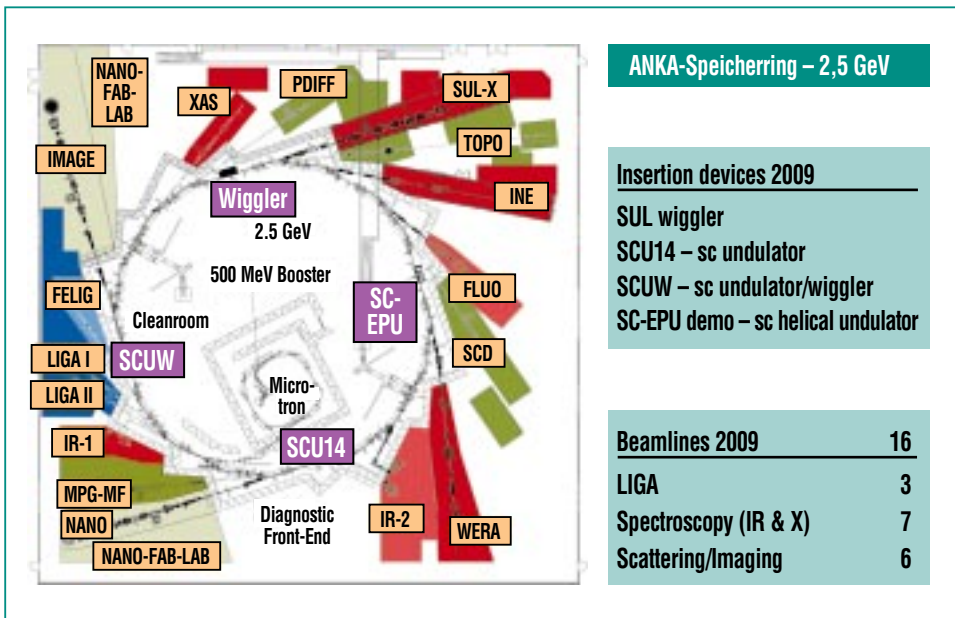 NANO-
FAB-
LAB
XAS
PDIFF
SUL-X
TOPO
IMAGE
INE
Wiggler
2.5 GeV
500 MeV Booster
FELIG
Cleanroom
SC-
EPU
FLUO
LIGA I
SCUW
SCD
LIGA II
Micro-
tron
IR-1
SCU14
MPG-MF
NANO
Diagnostic
Front-End
IR-2
WERA
NANO-FAB-LAB
ANKA-Speicherring – 2,5 GeV
Insertion devices 2009
SUL wiggler
SCU14 – sc undulator
SCUW – sc undulator/wiggler
SC-EPU demo – sc helical undulator
Beamlines 2009 16
LIGA 3
Spectroscopy (IR & X) 7
Scattering/Imaging 6